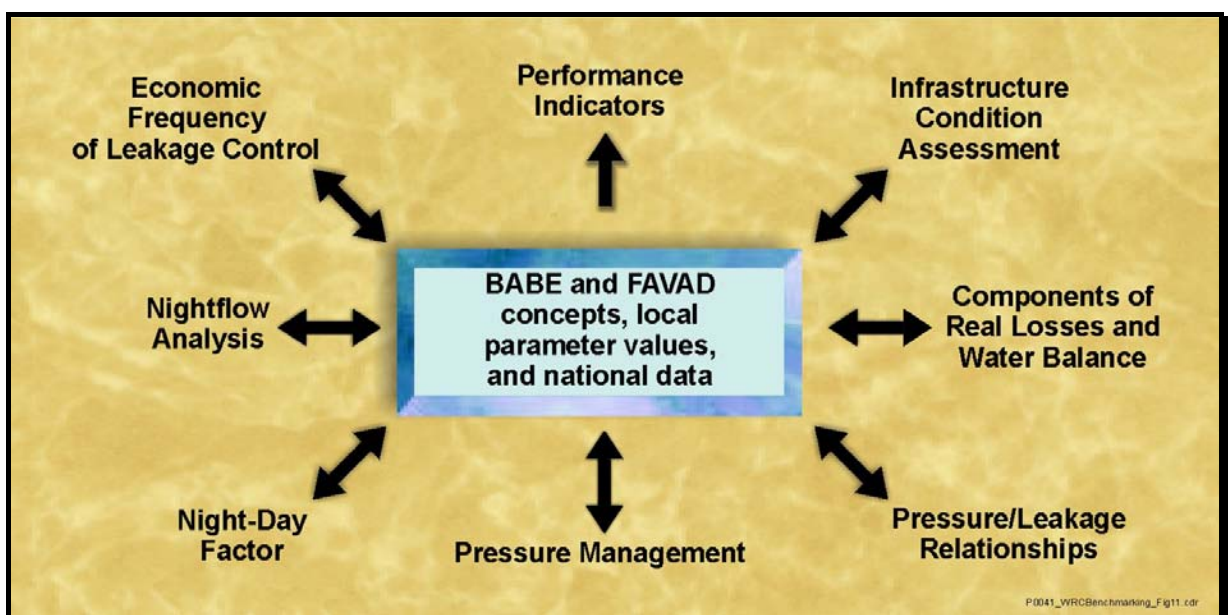 Performance
Indicators
Economic
Frequency
of Leakage Control
Infrastructure
Condition
Assessment
BABE and FAVAD
concepts, local
parameter values,
and national data
Nightflow
Analysis
Components of
Real Losses and
Water Balance
Night-Day
Factor
Pressure Management
Pressure/Leakage
Relationships
P0041_WRCBenchmarking_Fig11.cdr